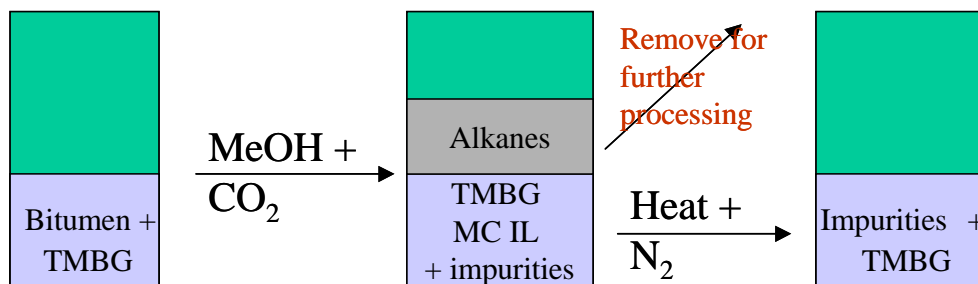 Bitumen +
TMBG
MeOH +
CO₂
Alkanes
TMBG
MC IL
+ impurities
Remove for
further
processing
Heat +
N₂
Impurities +
TMBG